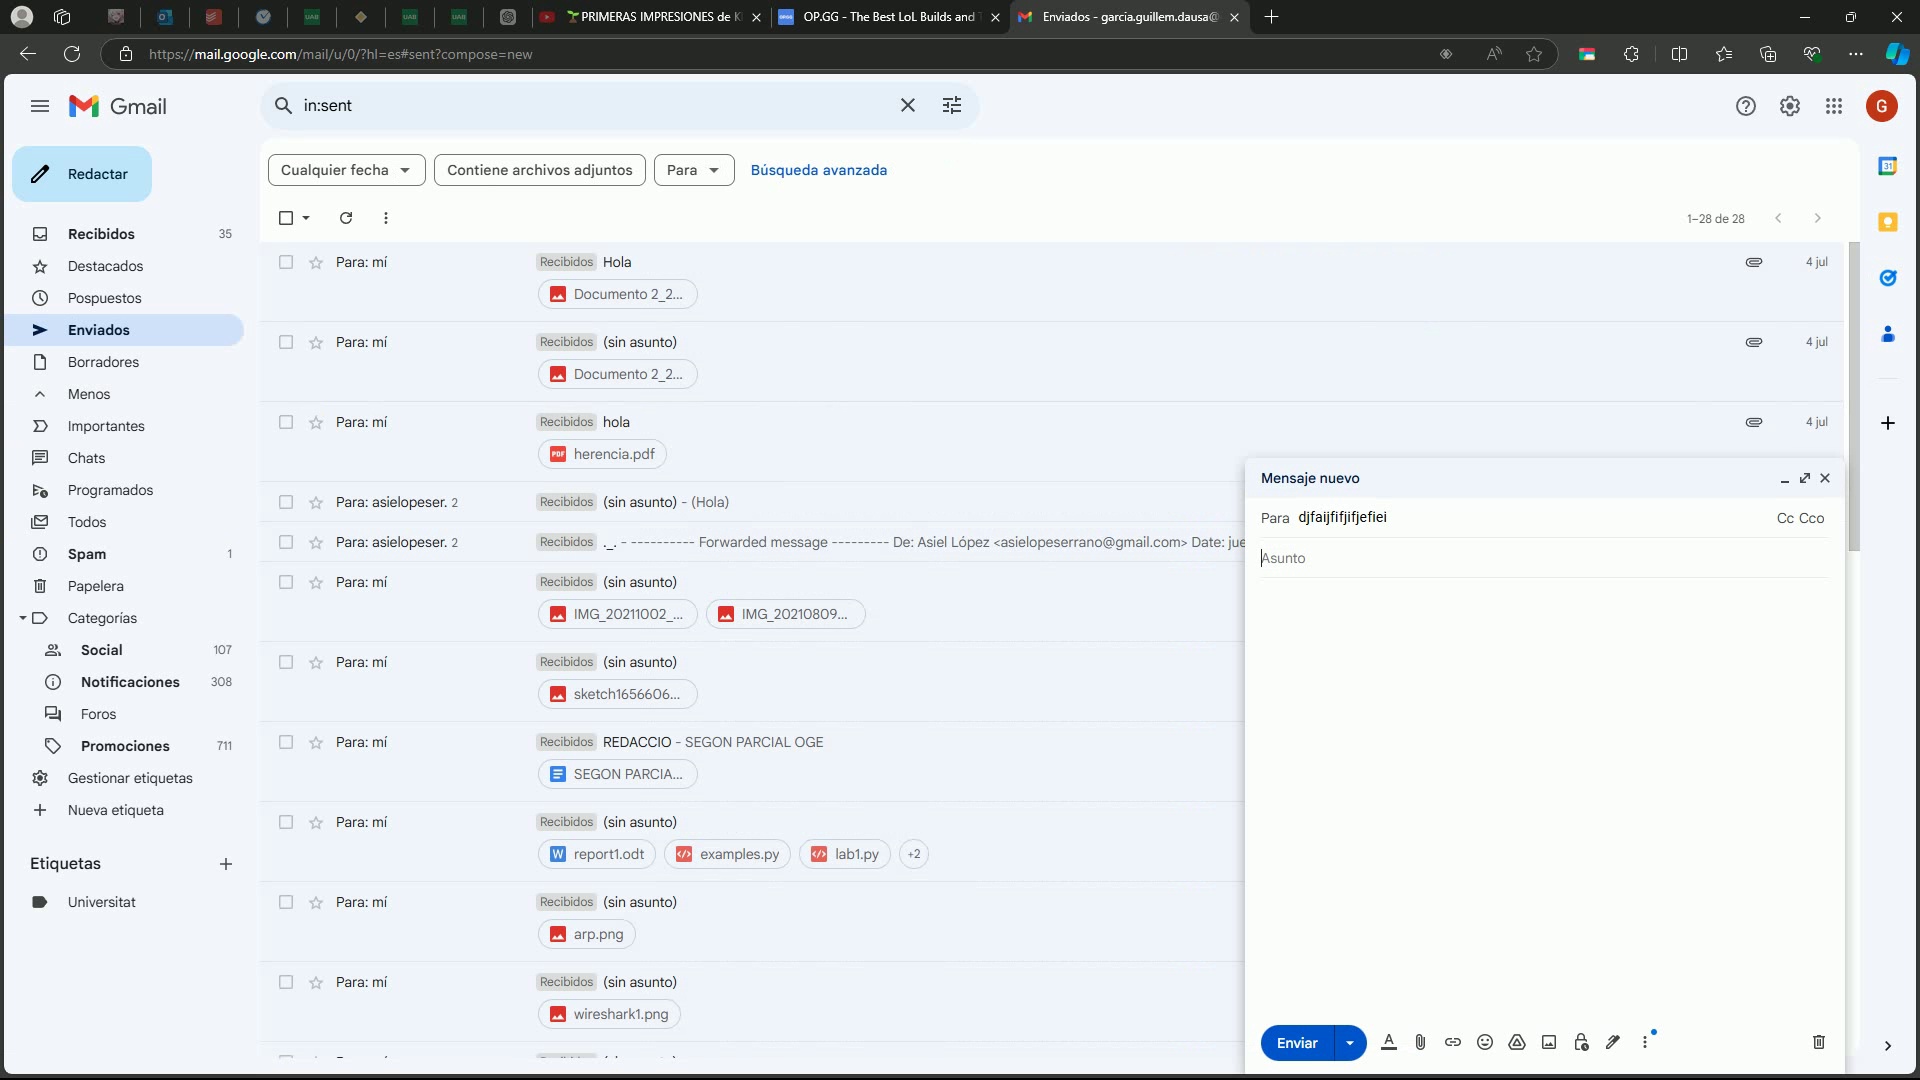 PRIMERAS IMPRESIONES de K
OP.GG - The Best LoL Builds and T
Enviados - garcia.guillem.dausa@
https://mail.google.com/mail/u/0/?hl=es#sent?compose=new
Gmail
in:sent
G
Redactar
Cualquier fecha
Contiene archivos adjuntos
Para
Búsqueda avanzada
1–28 de 28
Recibidos 35
Destacados
Pospuestos
Enviados
Borradores
Menos
Importantes
Chats
Programados
Todos
Spam 1
Papelera
Categorías
Social 107
Notificaciones 308
Foros
Promociones 711
Gestionar etiquetas
Nueva etiqueta
Etiquetas
Universitat
Para: mí Recibidos Hola 4 jul
Documento 2_2...
Para: mí Recibidos (sin asunto) 4 jul
Documento 2_2...
Para: mí Recibidos hola 4 jul
PDF herencia.pdf
Para: asielopeser. 2 Recibidos (sin asunto) - (Hola)
Para: asielopeser. 2 Recibidos ._. - ---------- Forwarded message --------- De: Asiel López <asielopeserrano@gmail.com> Date: jue
Para: mí Recibidos (sin asunto)
IMG_20211002_... IMG_20210809...
Para: mí Recibidos (sin asunto)
sketch1656606...
Para: mí Recibidos REDACCIO - SEGON PARCIAL OGE
SEGON PARCIA...
Para: mí Recibidos (sin asunto)
W report1.odt examples.py lab1.py +2
Para: mí Recibidos (sin asunto)
arp.png
Para: mí Recibidos (sin asunto)
wireshark1.png
Mensaje nuevo
Para djfaijfifjifjefiei Cc Cco
Asunto
Enviar